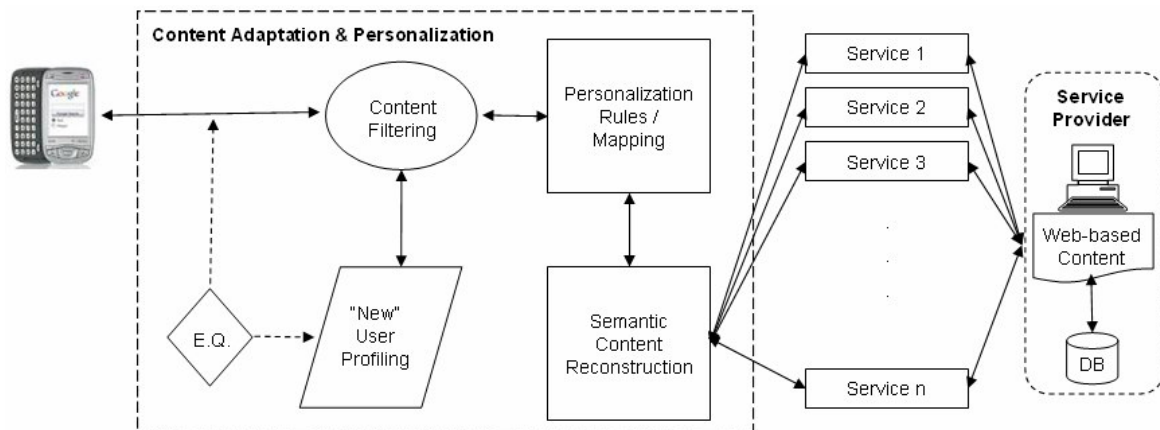 Content Adaptation & Personalization
Google
Content
Filtering
Personalization
Rules /
Mapping
"New"
User
Profiling
E.Q.
Semantic
Content
Reconstruction
Service 1
Service 2
Service 3
.
.
.
Service n
Service
Provider
Web-based
Content
DB